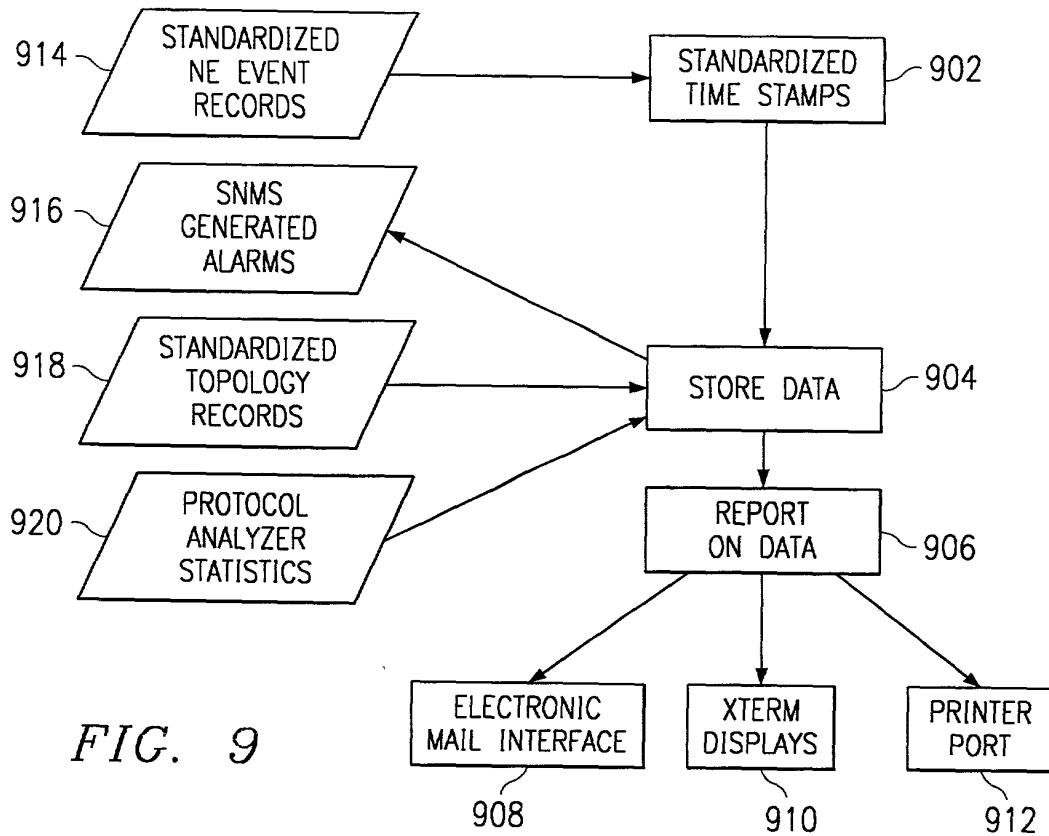 914
STANDARDIZED
NE EVENT
RECORDS
STANDARDIZED
TIME STAMPS
902
916
SNMS
GENERATED
ALARMS
918
STANDARDIZED
TOPOLOGY
RECORDS
STORE DATA
904
920
PROTOCOL
ANALYZER
STATISTICS
REPORT
ON DATA
906
ELECTRONIC
MAIL INTERFACE
XTERM
DISPLAYS
PRINTER
PORT
908
910
912
FIG. 9